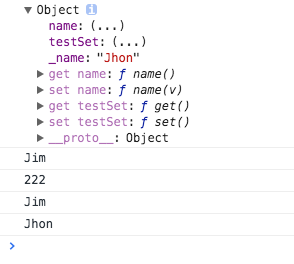 ▼ Object i
name: (...)
testSet: (...)
_name: "Jhon"
▶ get name: ƒ name()
▶ set name: ƒ name(v)
▶ get testSet: ƒ get()
▶ set testSet: ƒ set()
▶ __proto__: Object
Jim
222
Jim
Jhon
>